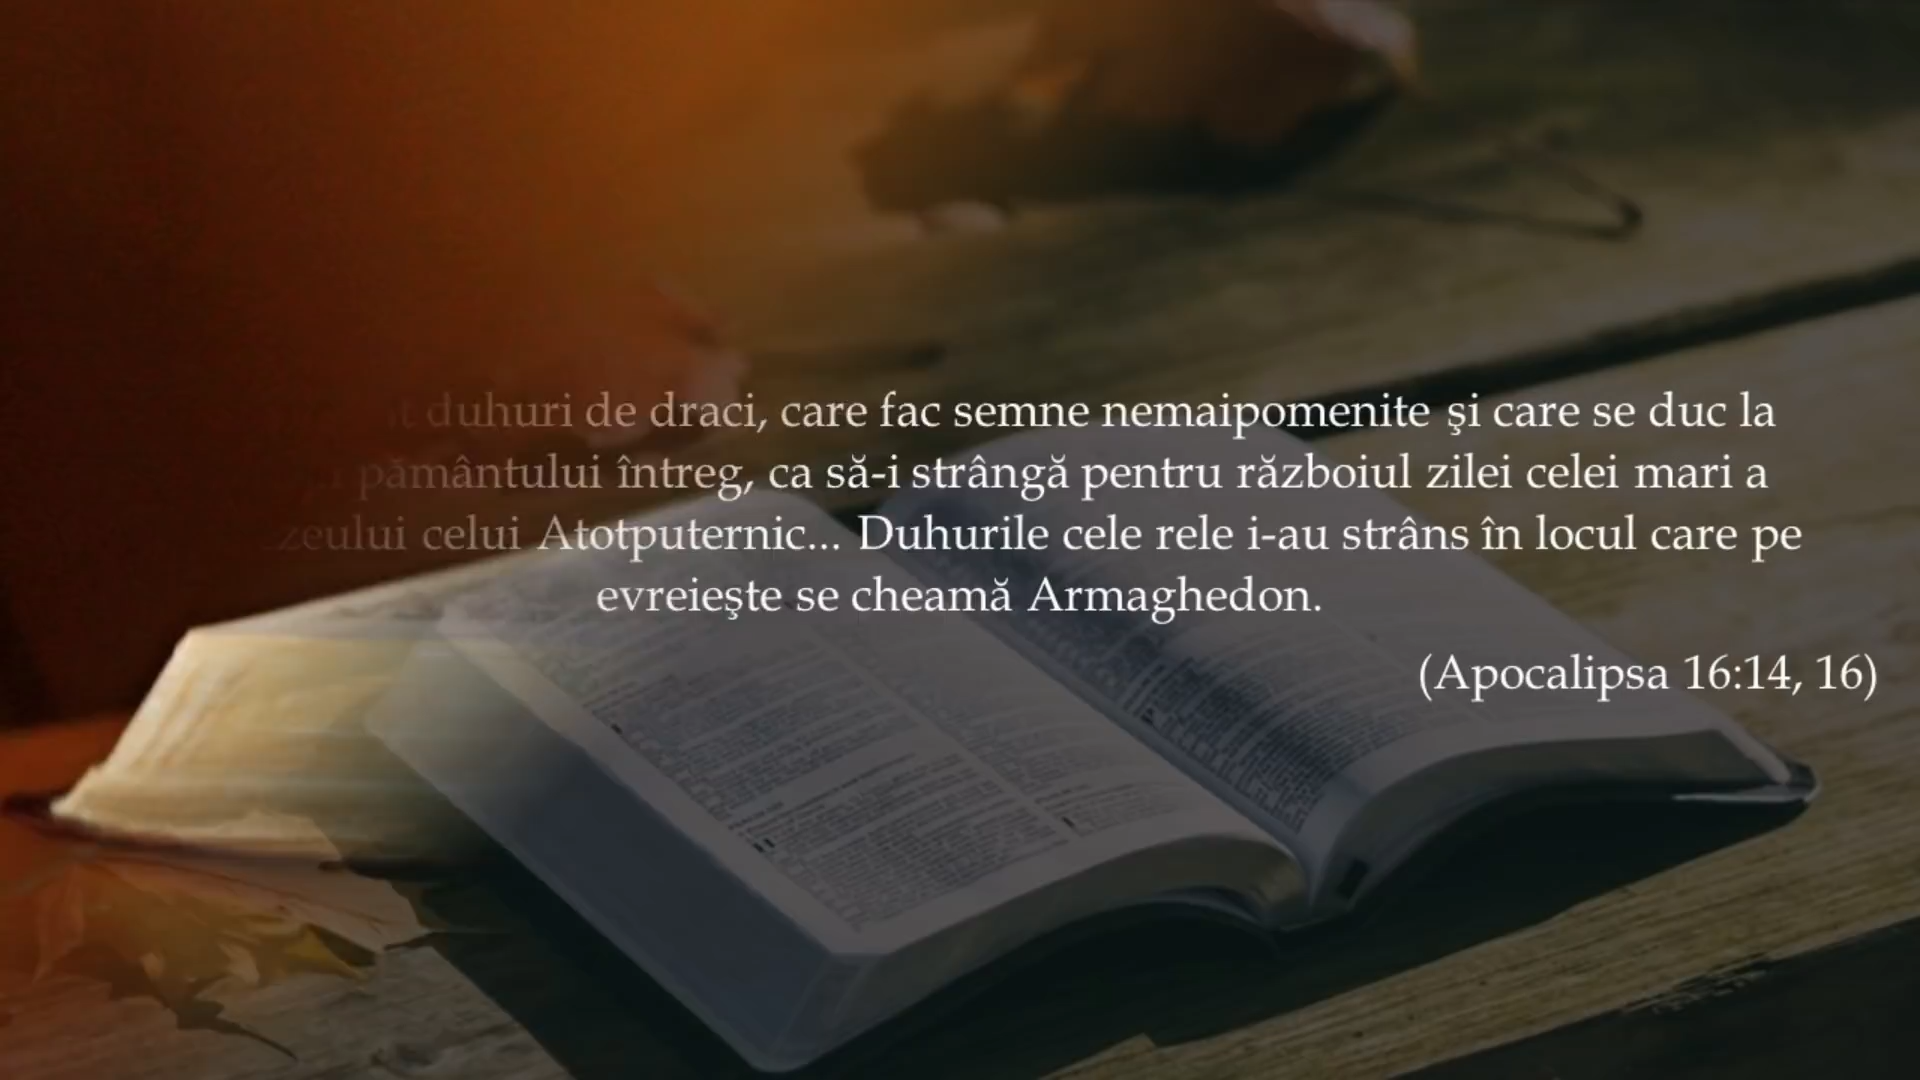 duhuri de draci, care fac semne nemaipomenite şi care se duc la
pământului întreg, ca să-i strângă pentru războiul zilei celei mari a
celui Atotputernic... Duhurile cele rele i-au strâns în locul care pe
evreieşte se cheamă Armaghedon.
(Apocalipsa 16:14, 16)